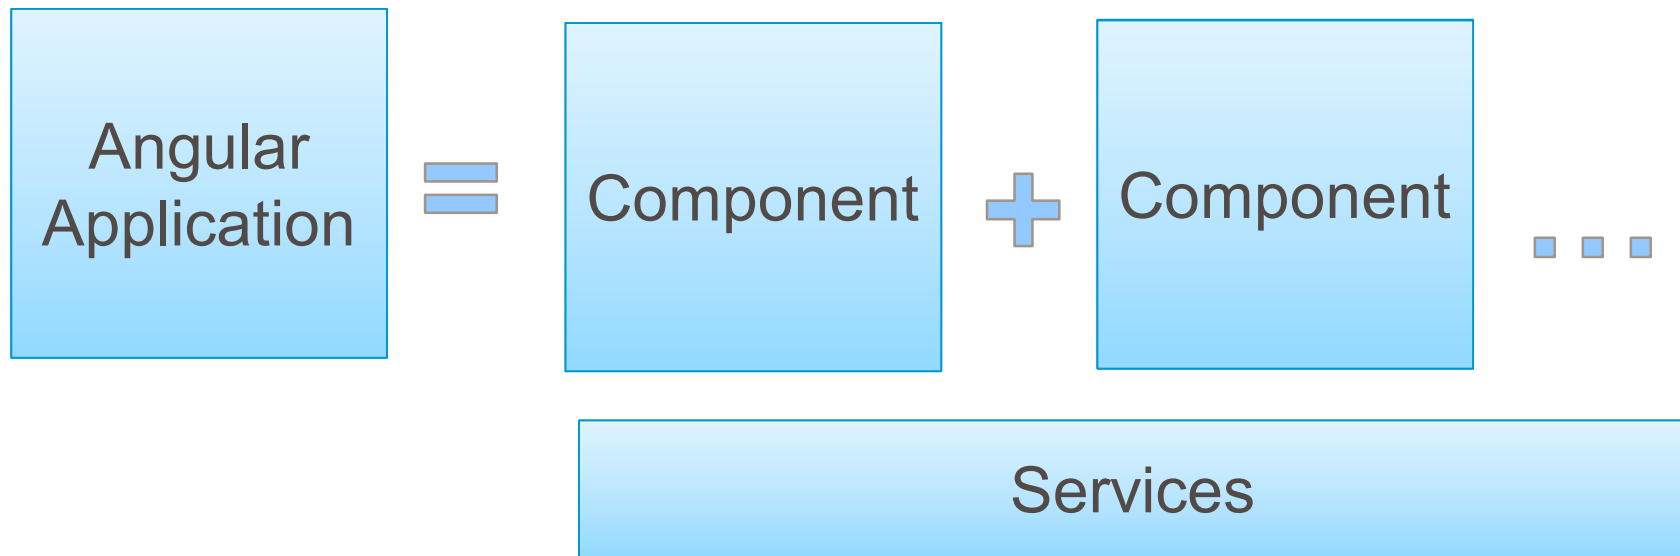 Angular
Application
Component
Component
Services